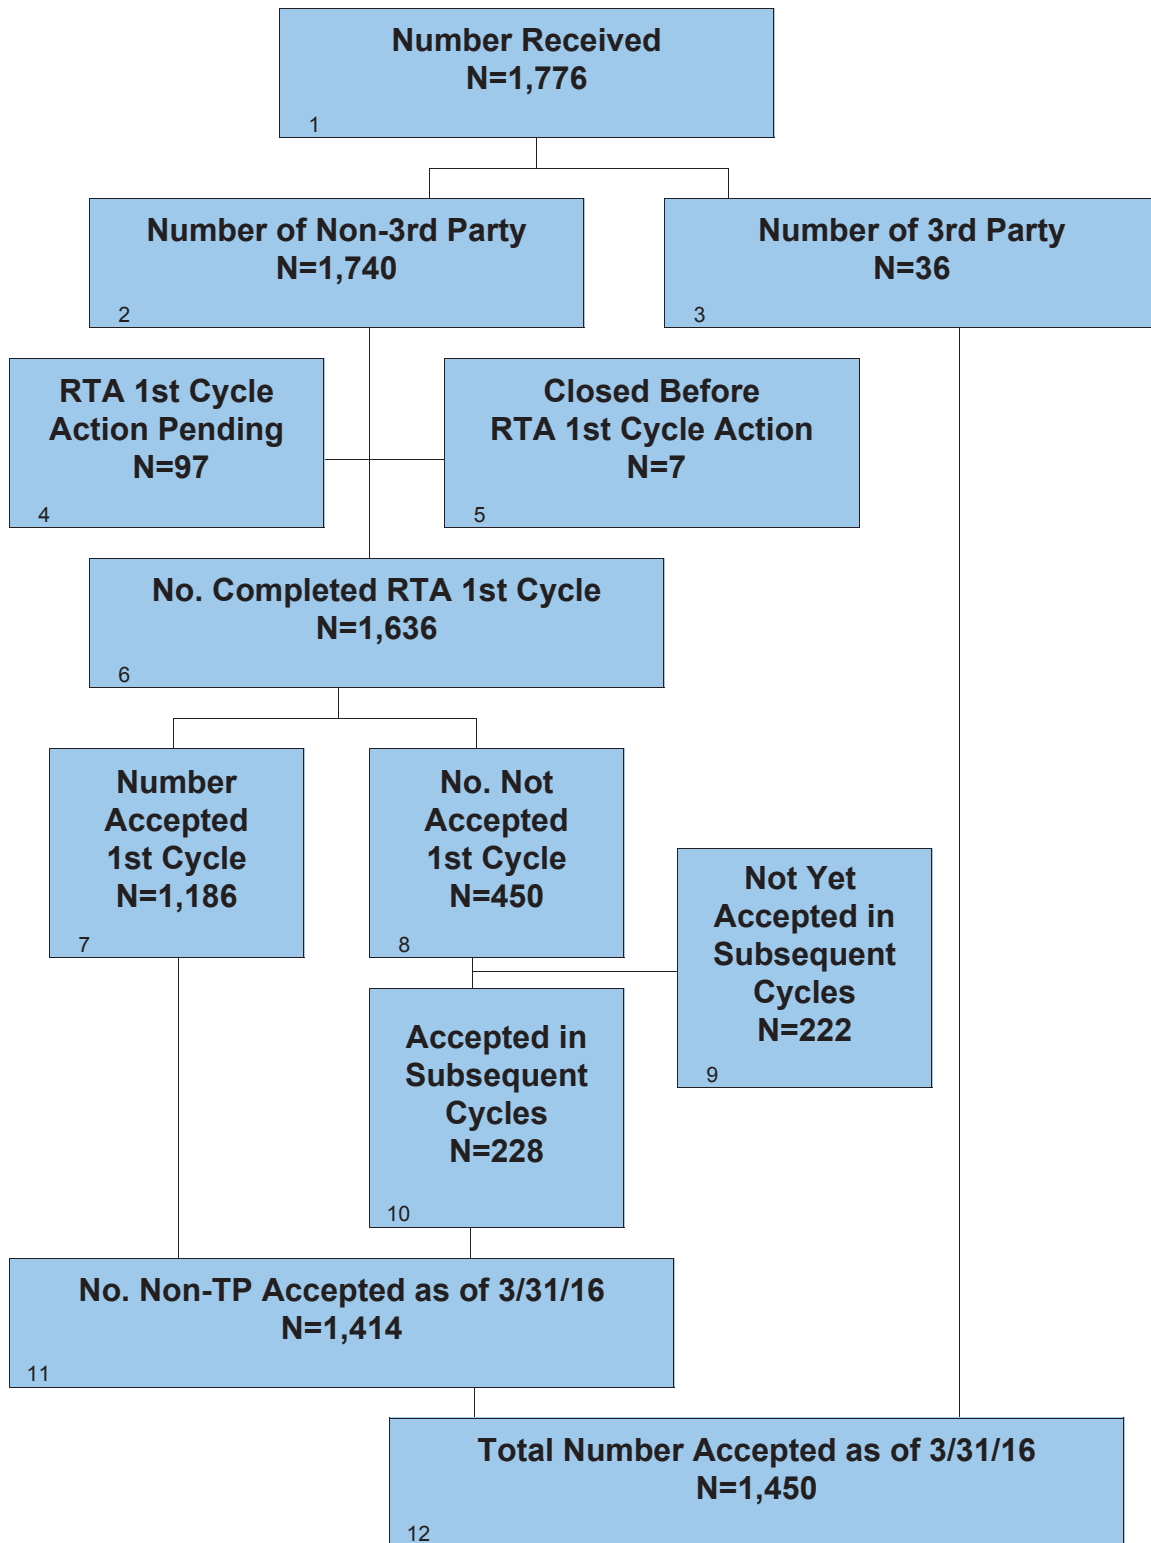 Number Received
N=1,776
1
Number of Non-3rd Party
N=1,740
2
Number of 3rd Party
N=36
3
RTA 1st Cycle
Action Pending
N=97
4
Closed Before
RTA 1st Cycle Action
N=7
5
No. Completed RTA 1st Cycle
N=1,636
6
Number
Accepted
1st Cycle
N=1,186
7
No. Not
Accepted
1st Cycle
N=450
8
Not Yet
Accepted in
Subsequent
Cycles
N=222
9
Accepted in
Subsequent
Cycles
N=228
10
No. Non-TP Accepted as of 3/31/16
N=1,414
11
Total Number Accepted as of 3/31/16
N=1,450
12